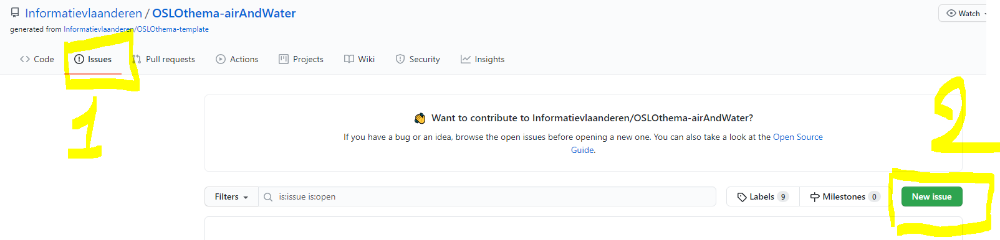 Informatievlaanderen / OSLOthema-airAndWater
Watch
generated from Informatievlaanderen/OSLOthema-template
Code Issues Pull requests Actions Projects Wiki Security Insights
1
2
👏 Want to contribute to Informatievlaanderen/OSLOthema-airAndWater?
If you have a bug or an idea, browse the open issues before opening a new one. You can also take a look at the Open Source
Guide.
Filters is:issue is:open Labels 9 Milestones 0 New issue